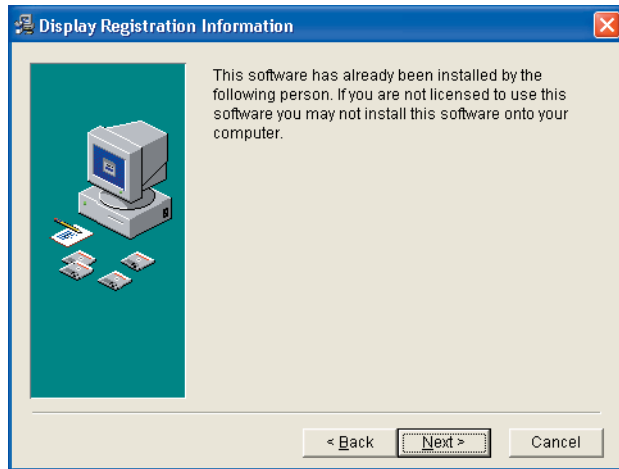 Display Registration Information
This software has already been installed by the
following person. If you are not licensed to use this
software you may not install this software onto your
computer.
< Back
Next >
Cancel